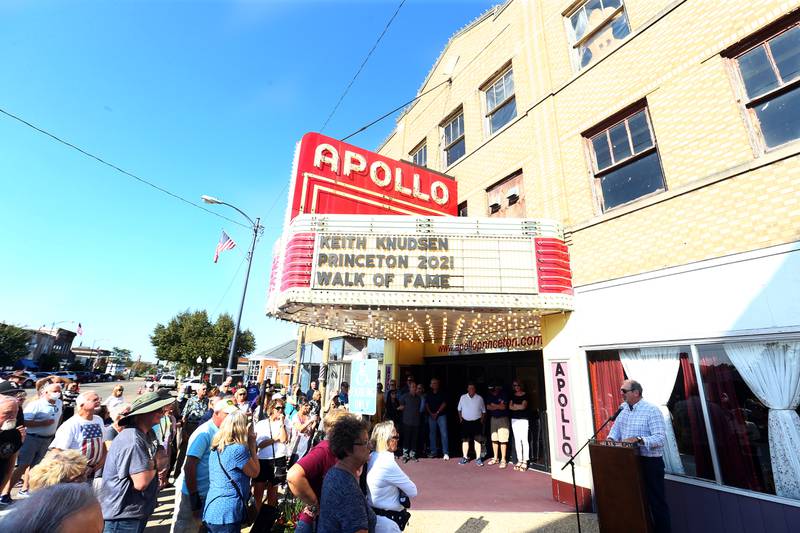 APOLLO
KEITH KNUDSEN
PRINCETON 2021
WALK OF FAME
www.apolloprinceton.com
APOLLO